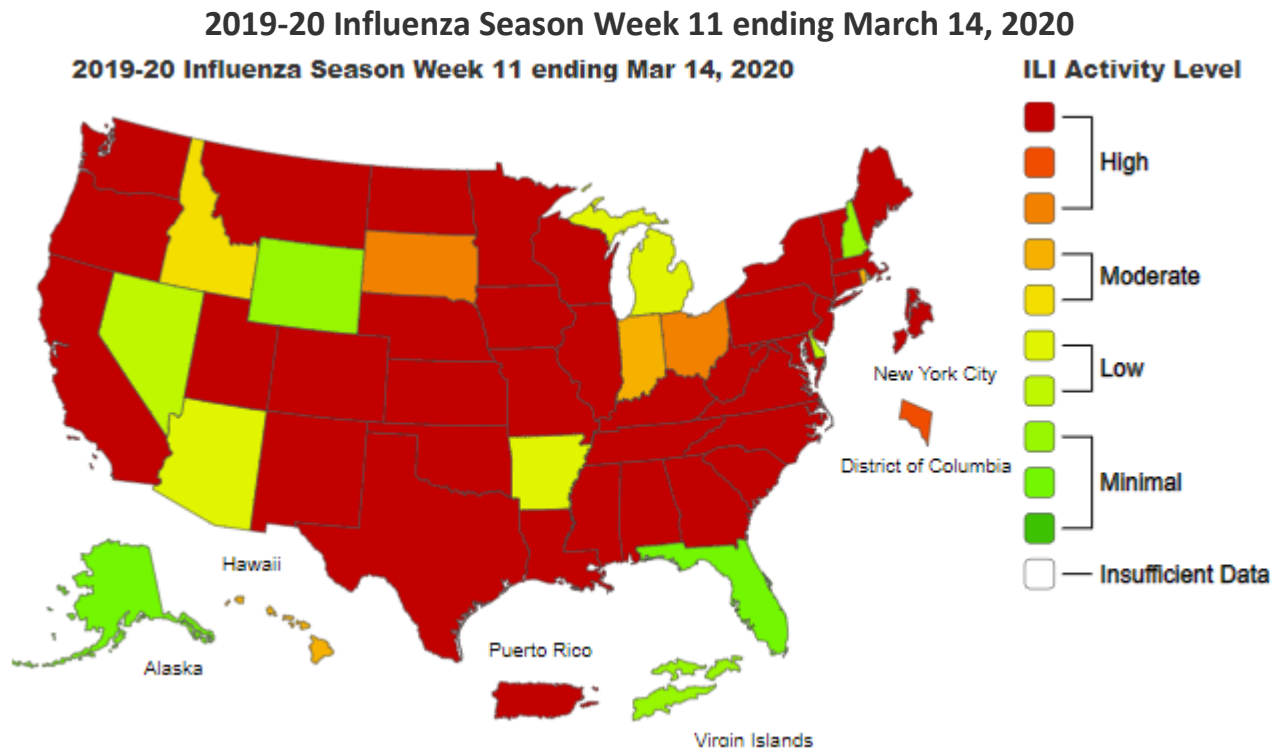 2019-20 Influenza Season Week 11 ending March 14, 2020
2019-20 Influenza Season Week 11 ending Mar 14, 2020
ILI Activity Level
High
Moderate
Low
Minimal
Insufficient Data
New York City
District of Columbia
Hawaii
Alaska
Puerto Rico
Virgin Islands